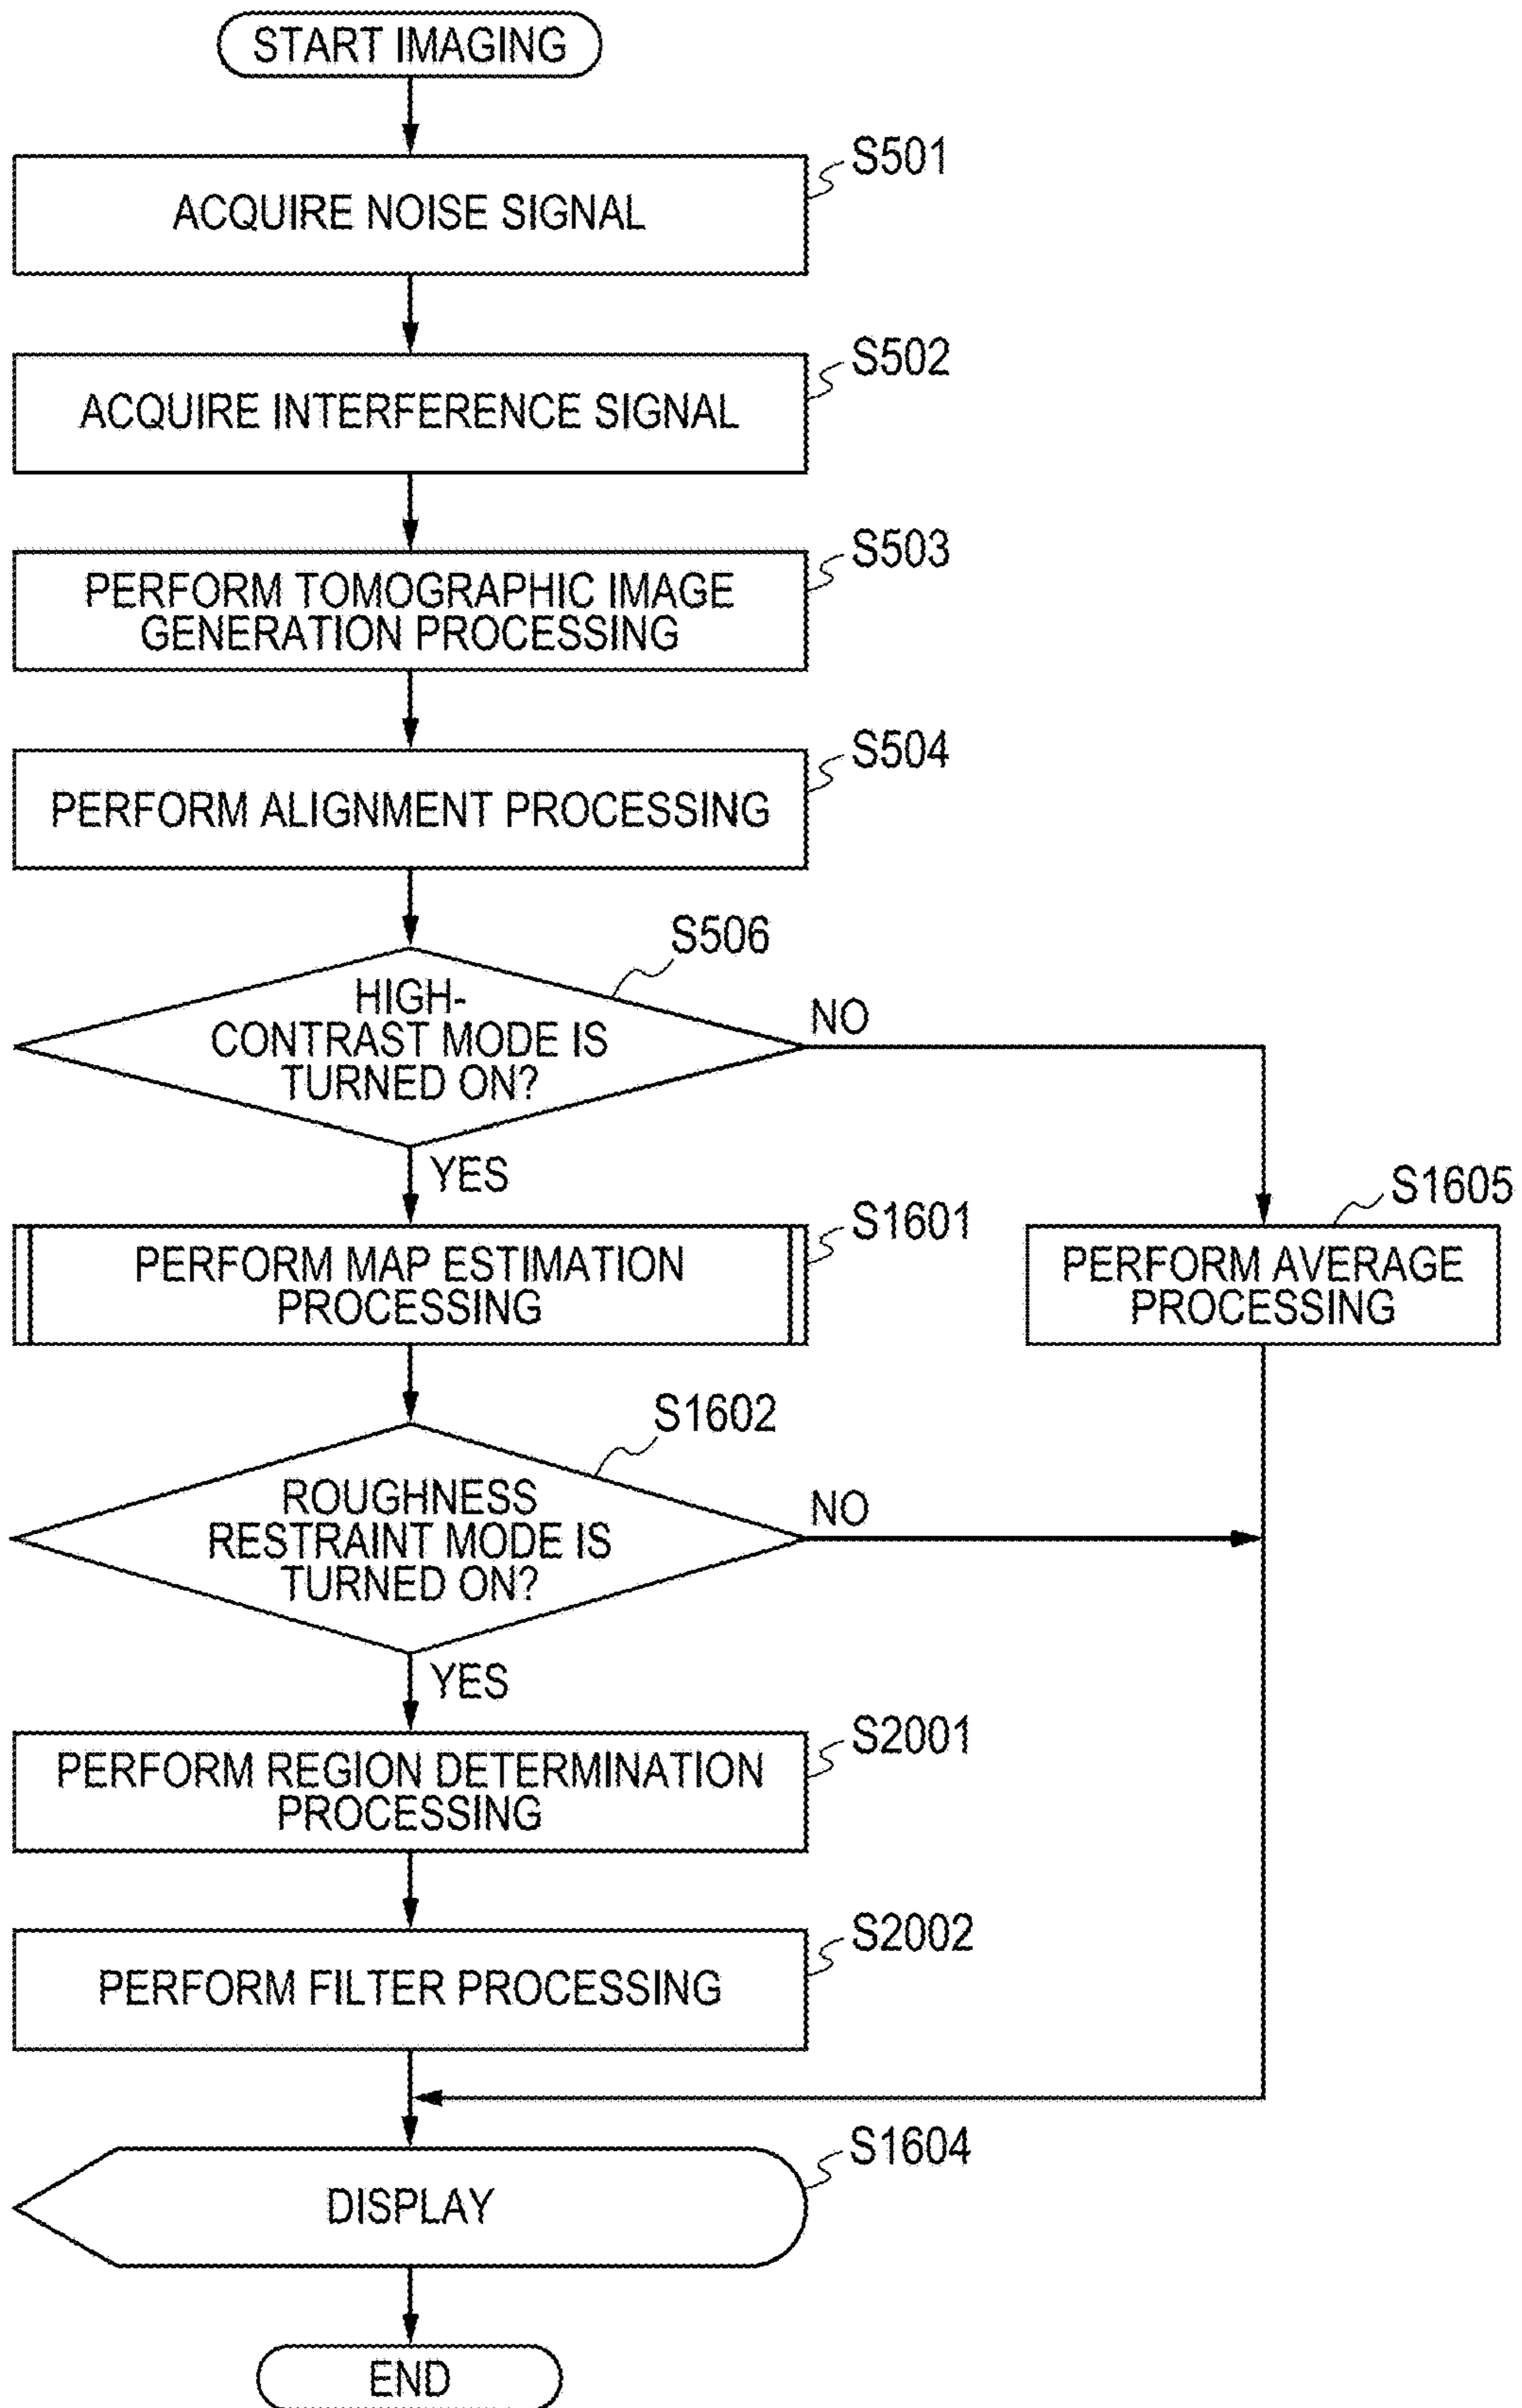 START IMAGING
S501
ACQUIRE NOISE SIGNAL
S502
ACQUIRE INTERFERENCE SIGNAL
S503
PERFORM TOMOGRAPHIC IMAGE
GENERATION PROCESSING
S504
PERFORM ALIGNMENT PROCESSING
S506
HIGH-
CONTRAST MODE IS
TURNED ON?
NO
YES
S1601
PERFORM MAP ESTIMATION
PROCESSING
S1605
PERFORM AVERAGE
PROCESSING
S1602
ROUGHNESS
RESTRAINT MODE IS
TURNED ON?
NO
YES
S2001
PERFORM REGION DETERMINATION
PROCESSING
S2002
PERFORM FILTER PROCESSING
S1604
DISPLAY
END